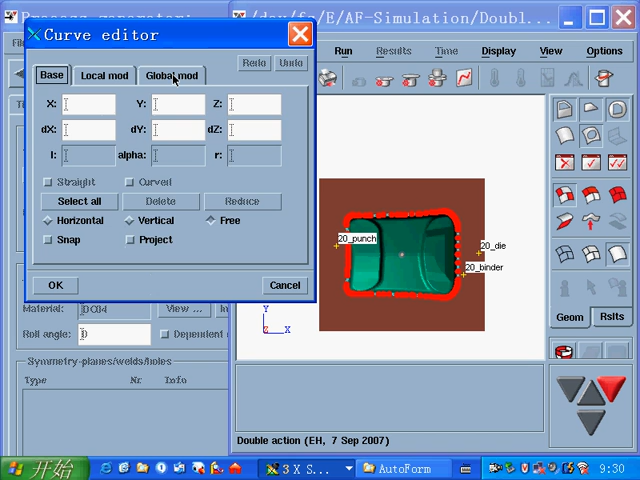 Process generator:
/dev/fs/E/AF-Simulation/Doubl...
Curve editor
Run
Results
Time
Display
View
Options
Redo
Undo
Base
Local mod
Global mod
X:
Y:
Z:
dX:
dY:
dZ:
l:
alpha:
r:
Straight
Curved
Select all
Delete
Reduce
Horizontal
Vertical
Free
Snap
Project
OK
Cancel
20_punch
20_die
20_binder
Y
Z
X
Material:
DC04
View ...
Roll angle:
0
Dependent
Symmetry-planes/welds/holes
Type
Nr
Info
Geom
Rslts
Double action (EH, 7 Sep 2007)
开始
3 X S...
AutoForm
9:30